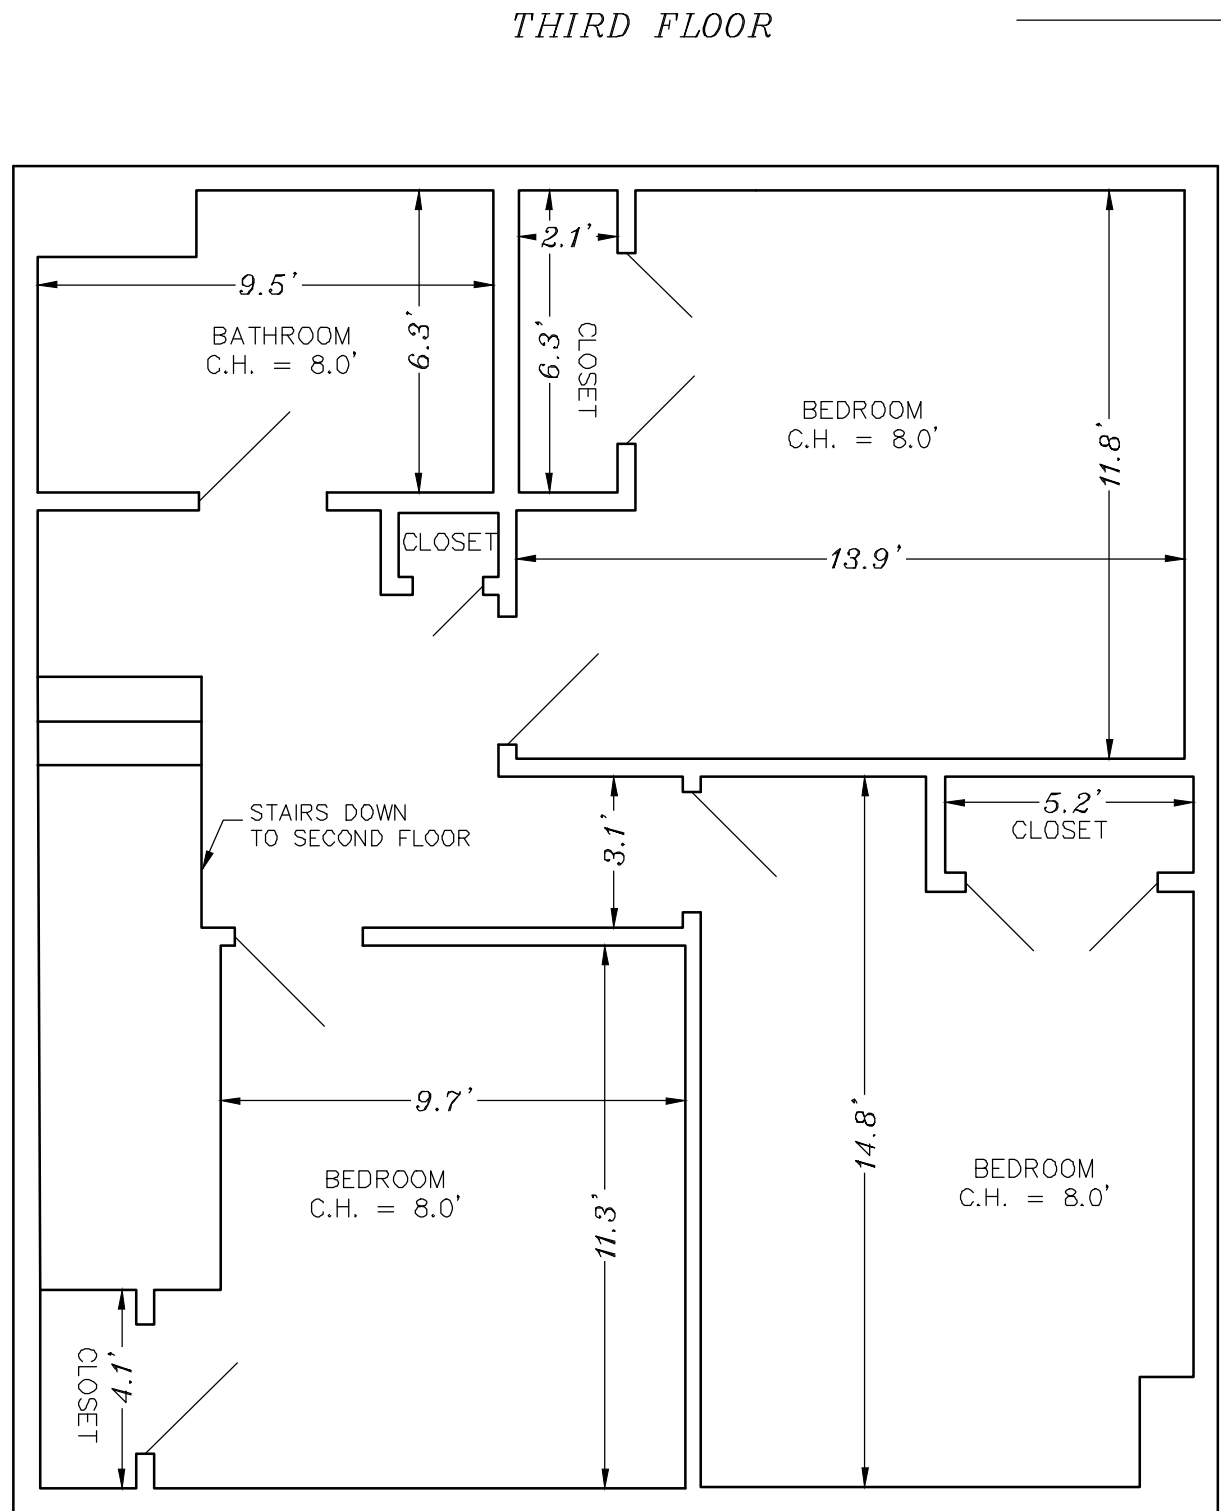 THIRD FLOOR
2.1'
9.5'
6.3'
6.3'
CLOSET
BATHROOM
C.H. = 8.0'
BEDROOM
C.H. = 8.0'
11.8'
CLOSET
13.9'
STAIRS DOWN
TO SECOND FLOOR
3.1'
5.2'
CLOSET
9.7'
14.8'
BEDROOM
C.H. = 8.0'
11.3'
BEDROOM
C.H. = 8.0'
CLOSET
4.1'